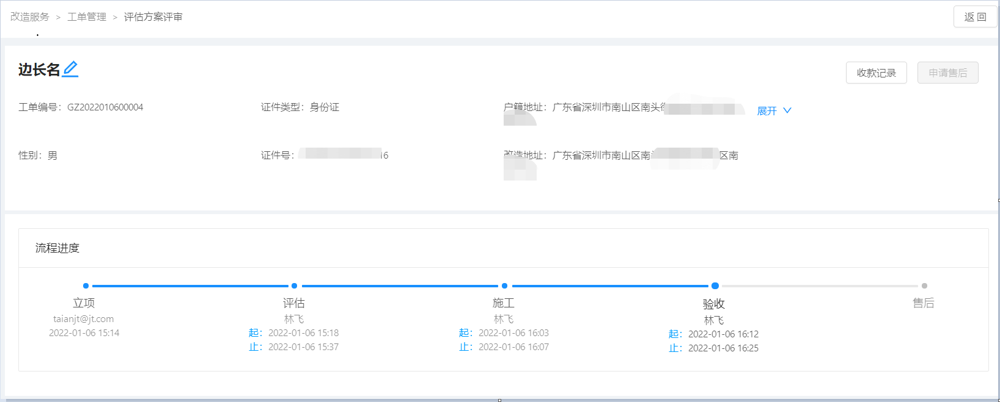 改造服务 > 工单管理 > 评估方案评审
返 回
边长名
收款记录
申请售后
工单编号：GZ2022010600004
证件类型：身份证
户籍地址：广东省深圳市南山区南头
展开
性别：男
证件号：16
改造地址：广东省深圳市南山区南 区南
流程进度
立项
taianjt@jt.com
2022-01-06 15:14
评估
林飞
起：2022-01-06 15:18
止：2022-01-06 15:37
施工
林飞
起：2022-01-06 16:03
止：2022-01-06 16:07
验收
林飞
起：2022-01-06 16:12
止：2022-01-06 16:25
售后